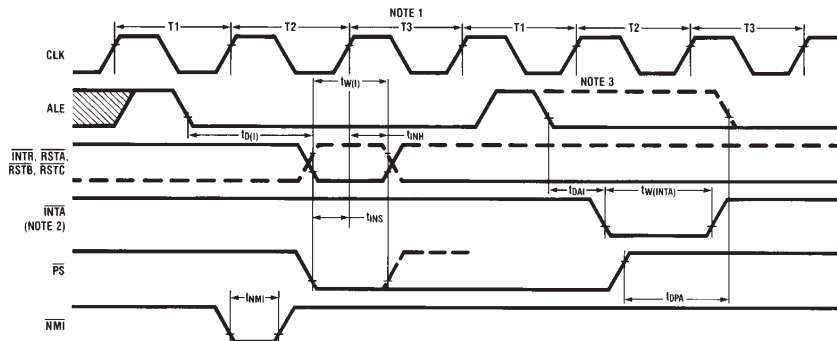 NOTE 1
T1 T2 T3 T1 T2 T3
CLK
tW(I)
NOTE 3
ALE
tD(I) tINH
INTR, RSTA,
RSTB, RSTC
tDAI tW(INTA)
INTA
(NOTE 2)
tINS
PS
tNMI tDPA
NMI